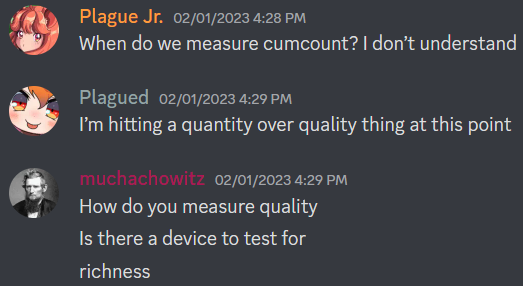 Plague Jr. 02/01/2023 4:28 PM
When do we measure cumcount? I don’t understand
Plagued 02/01/2023 4:29 PM
I’m hitting a quantity over quality thing at this point
muchachowitz 02/01/2023 4:29 PM
How do you measure quality
Is there a device to test for
richness